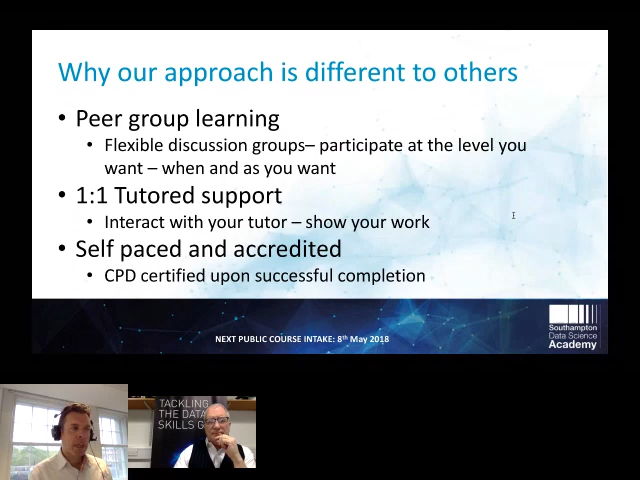 Why our approach is different to others
• Peer group learning
• Flexible discussion groups– participate at the level you
want – when and as you want
• 1:1 Tutored support
• Interact with your tutor – show your work
• Self paced and accredited
• CPD certified upon successful completion
NEXT PUBLIC COURSE INTAKE: 8th May 2018
Southampton
Data Science
Academy
TACKLING
THE DATA
SKILLS G